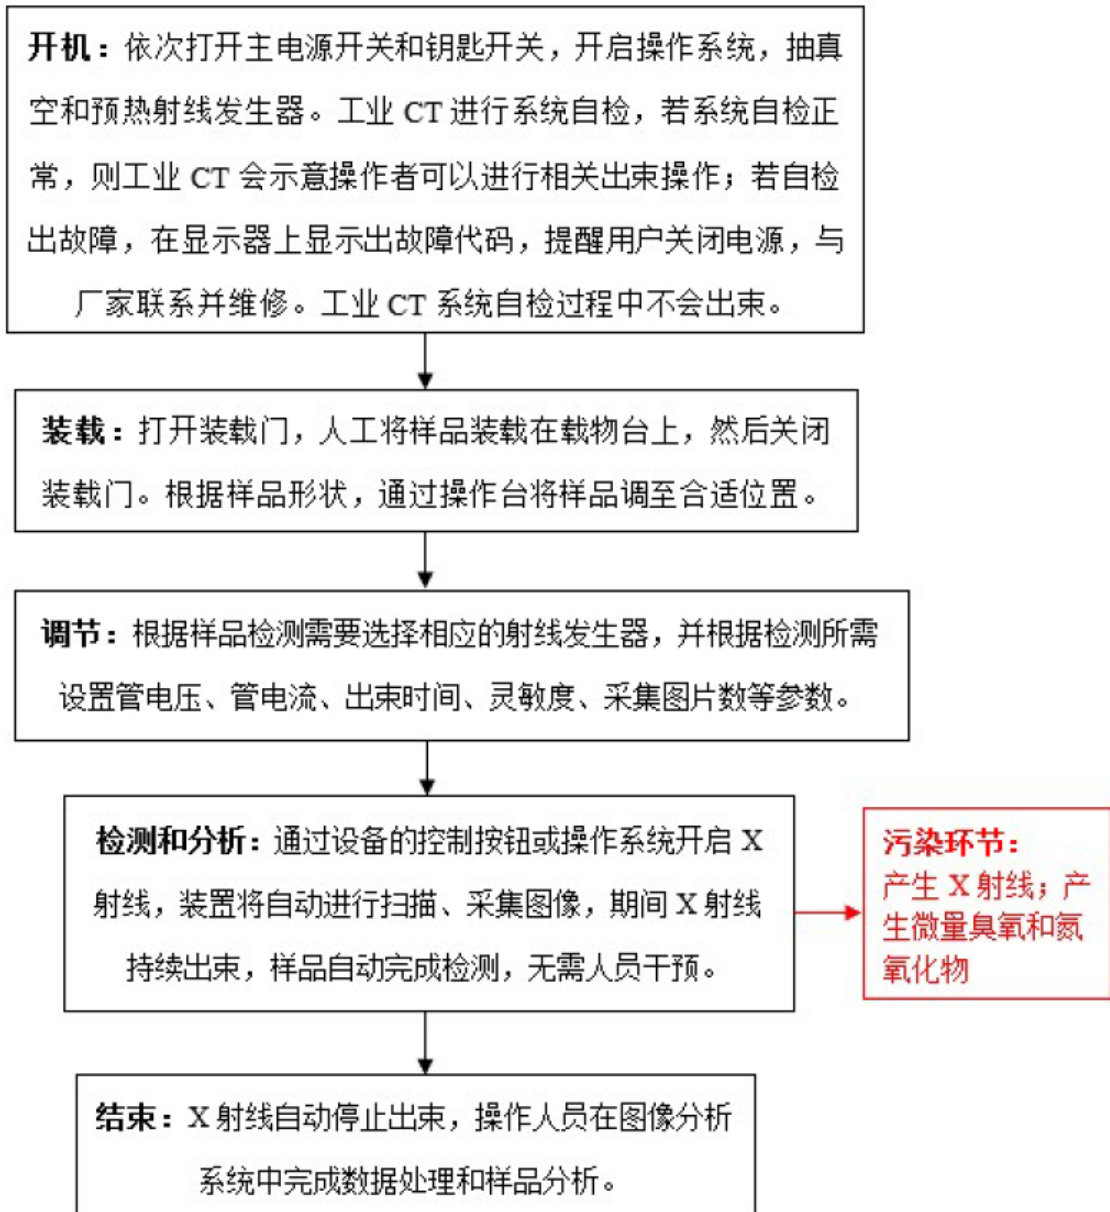 开机：依次打开主电源开关和钥匙开关，开启操作系统，抽真
空和预热射线发生器。工业 CT 进行系统自检，若系统自检正
常，则工业 CT 会示意操作者可以进行相关出束操作；若自检
出故障，在显示器上显示出故障代码，提醒用户关闭电源，与
厂家联系并维修。工业 CT 系统自检过程中不会出束。
装载：打开装载门，人工将样品装载在载物台上，然后关闭
装载门。根据样品形状，通过操作台将样品调至合适位置。
调节：根据样品检测需要选择相应的射线发生器，并根据检测所需
设置管电压、管电流、出束时间、灵敏度、采集图片数等参数。
检测和分析：通过设备的控制按钮或操作系统开启 X
射线，装置将自动进行扫描、采集图像，期间 X 射线
持续出束，样品自动完成检测，无需人员干预。
污染环节：
产生 X 射线；产
生微量臭氧和氮
氧化物
结束：X 射线自动停止出束，操作人员在图像分析
系统中完成数据处理和样品分析。